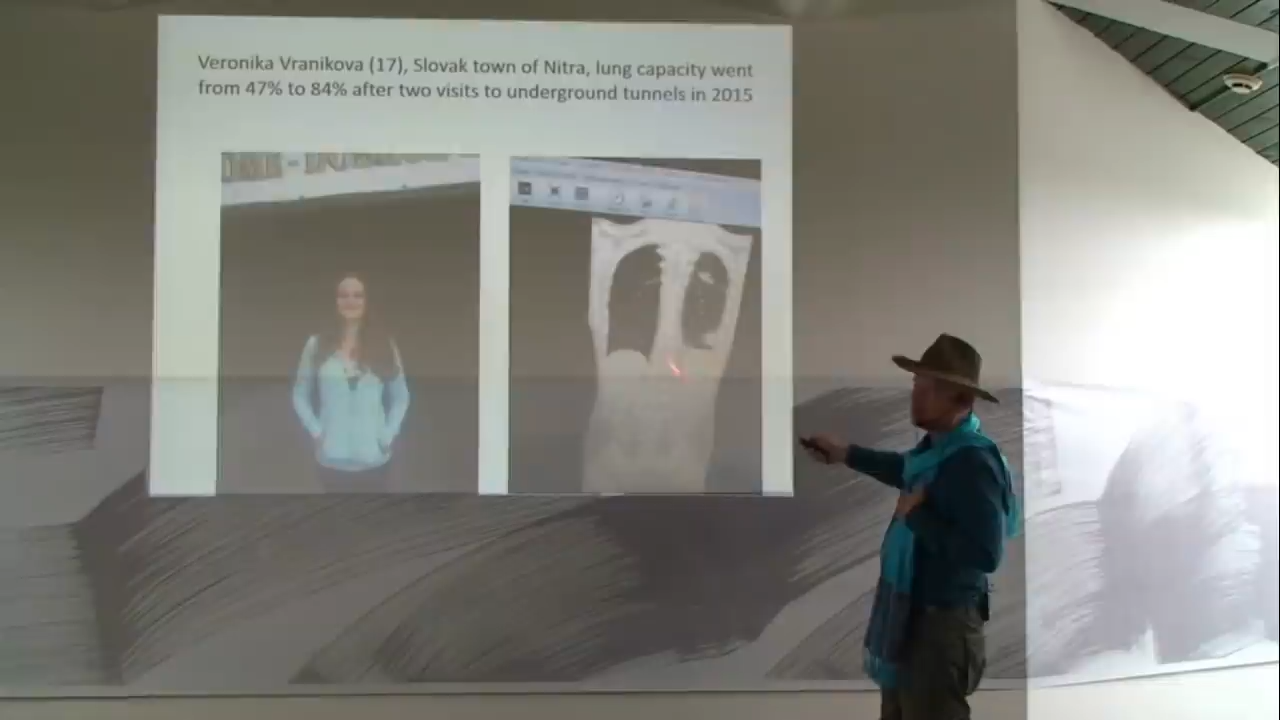 Veronika Vranikova (17), Slovak town of Nitra, lung capacity went
from 47% to 84% after two visits to underground tunnels in 2015